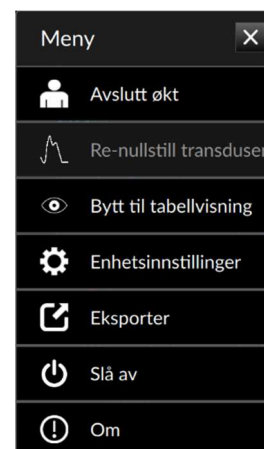 Meny
Avslutt økt
Re-nullstill transduser
Bytt til tabellvisning
Enhetsinnstillinger
Eksporter
Slå av
Om